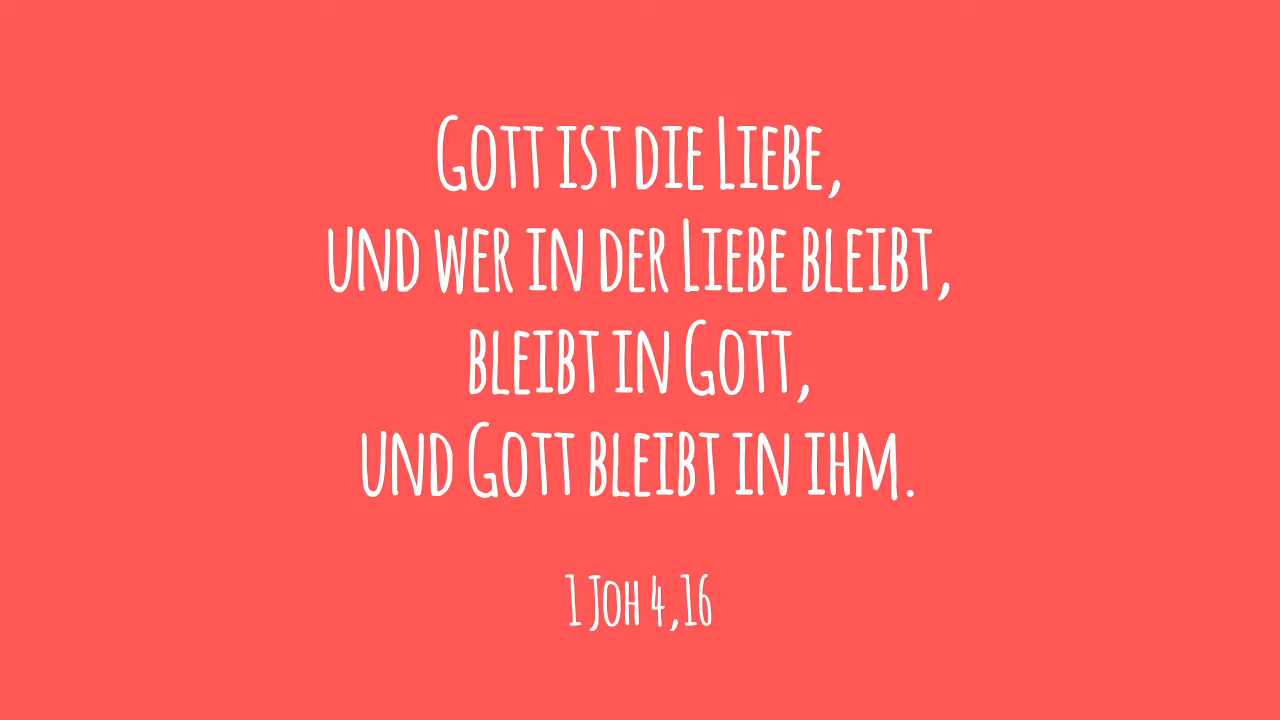 Gott ist die Liebe,
und wer in der Liebe bleibt,
bleibt in Gott,
und Gott bleibt in ihm.
1 Joh 4,16